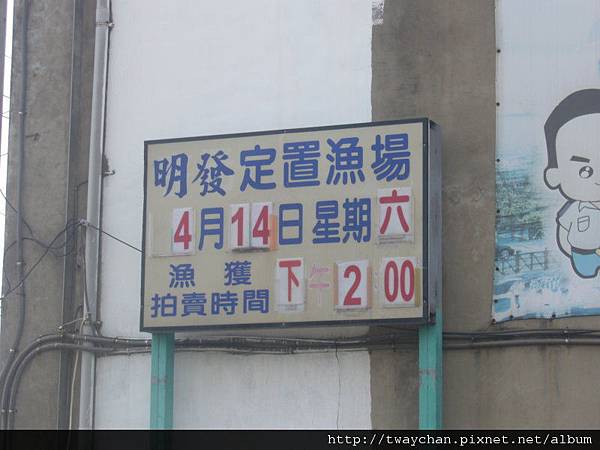 明發定置漁場
4月14日星期六
漁獲 下午2 00
拍賣時間
http://twaychan.pixnet.net/album